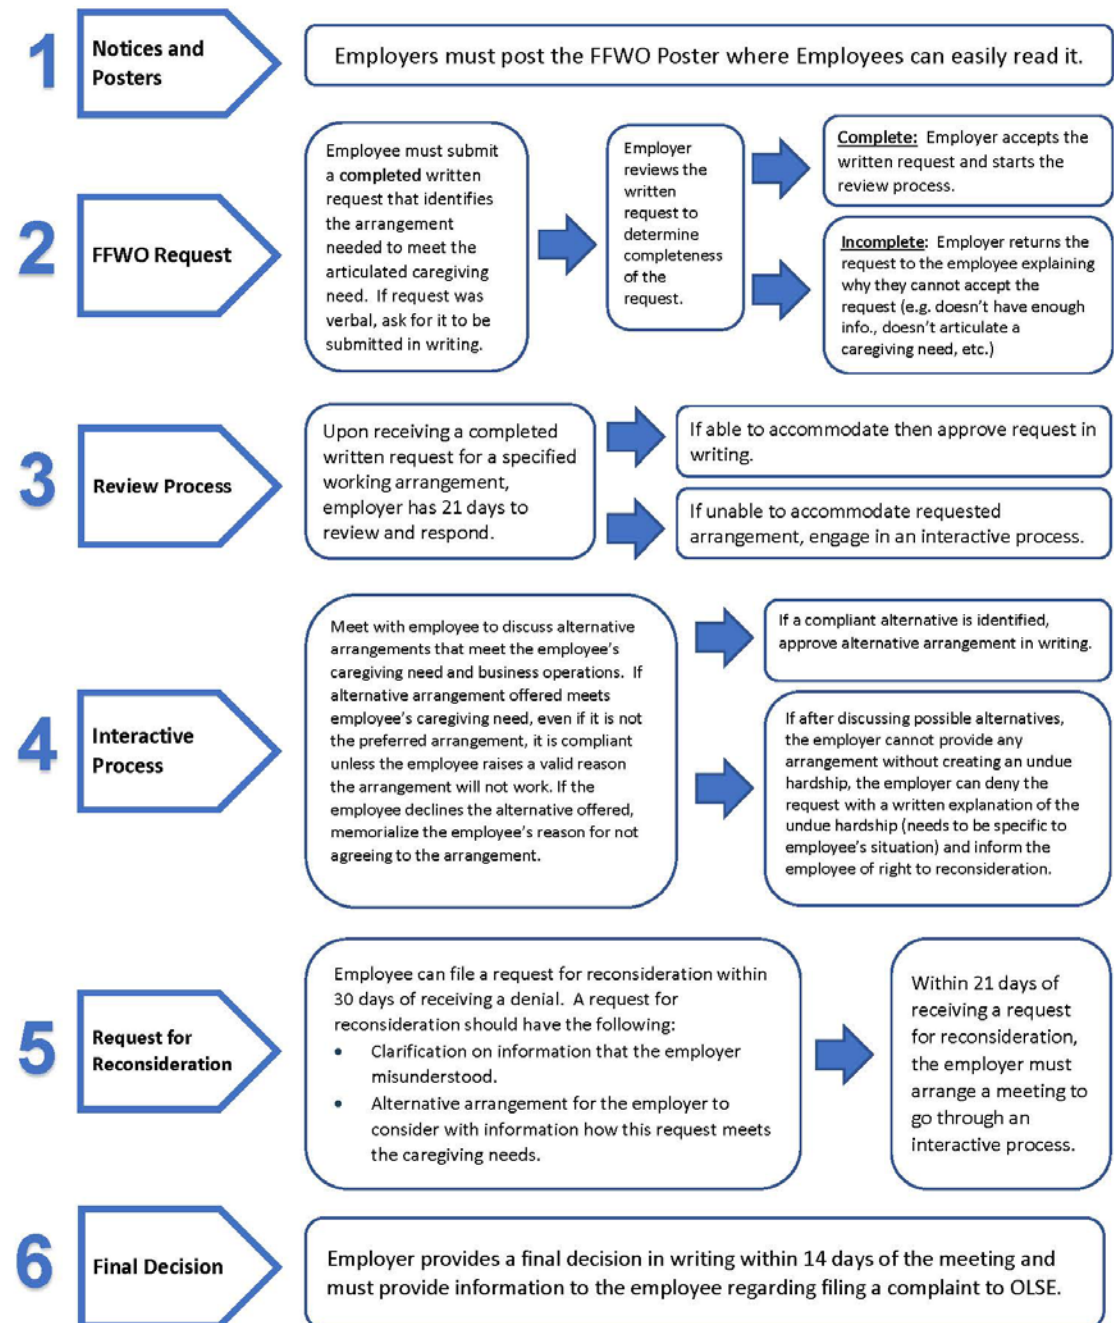 1
Notices and
Posters
Employers must post the FFWO Poster where Employees can easily read it.
2
FFWO Request
Employee must submit
a completed written
request that identifies
the arrangement
needed to meet the
articulated caregiving
need. If request was
verbal, ask for it to be
submitted in writing.
Employer
reviews the
written
request to
determine
completeness
of the
request.
Complete: Employer accepts the
written request and starts the
review process.
Incomplete: Employer returns the
request to the employee explaining
why they cannot accept the
request (e.g. doesn't have enough
info., doesn't articulate a
caregiving need, etc.)
3
Review Process
Upon receiving a completed
written request for a specified
working arrangement,
employer has 21 days to
review and respond.
If able to accommodate then approve request in
writing.
If unable to accommodate requested
arrangement, engage in an interactive process.
4
Interactive
Process
Meet with employee to discuss alternative
arrangements that meet the employee's
caregiving need and business operations. If
alternative arrangement offered meets
employee's caregiving need, even if it is not
the preferred arrangement, it is compliant
unless the employee raises a valid reason
the arrangement will not work. If the
employee declines the alternative offered,
memorialize the employee's reason for not
agreeing to the arrangement.
If a compliant alternative is identified,
approve alternative arrangement in writing.
If after discussing possible alternatives,
the employer cannot provide any
arrangement without creating an undue
hardship, the employer can deny the
request with a written explanation of the
undue hardship (needs to be specific to
employee's situation) and inform the
employee of right to reconsideration.
5
Request for
Reconsideration
Employee can file a request for reconsideration within
30 days of receiving a denial. A request for
reconsideration should have the following:
• Clarification on information that the employer
misunderstood.
• Alternative arrangement for the employer to
consider with information how this request meets
the caregiving needs.
Within 21 days of
receiving a request
for reconsideration,
the employer must
arrange a meeting to
go through an
interactive process.
6
Final Decision
Employer provides a final decision in writing within 14 days of the meeting and
must provide information to the employee regarding filing a complaint to OLSE.